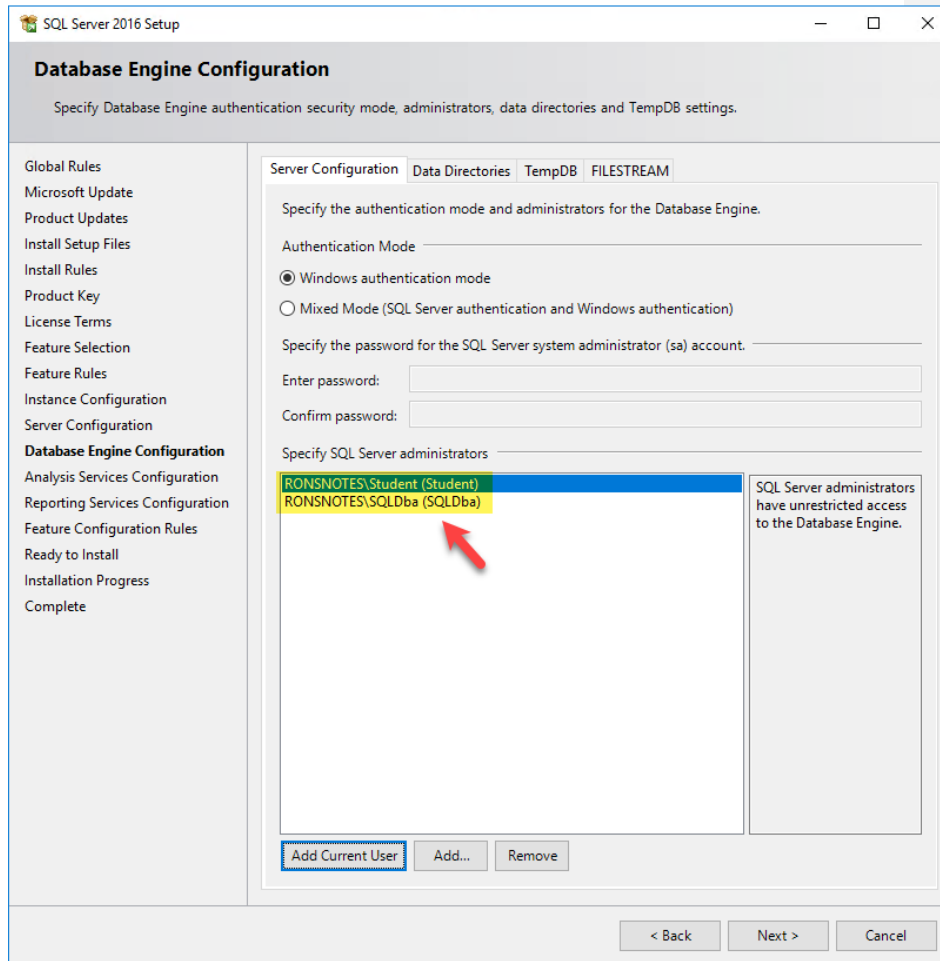 SQL Server 2016 Setup
Database Engine Configuration
Specify Database Engine authentication security mode, administrators, data directories and TempDB settings.
Global Rules
Microsoft Update
Product Updates
Install Setup Files
Install Rules
Product Key
License Terms
Feature Selection
Feature Rules
Instance Configuration
Server Configuration
Database Engine Configuration
Analysis Services Configuration
Reporting Services Configuration
Feature Configuration Rules
Ready to Install
Installation Progress
Complete
Server Configuration Data Directories TempDB FILESTREAM
Specify the authentication mode and administrators for the Database Engine.
Authentication Mode
Windows authentication mode
Mixed Mode (SQL Server authentication and Windows authentication)
Specify the password for the SQL Server system administrator (sa) account.
Enter password:
Confirm password:
Specify SQL Server administrators
RONSNOTES\Student (Student)
RONSNOTES\SQLDba (SQLDba)
SQL Server administrators
have unrestricted access
to the Database Engine.
Add Current User Add... Remove
< Back Next > Cancel